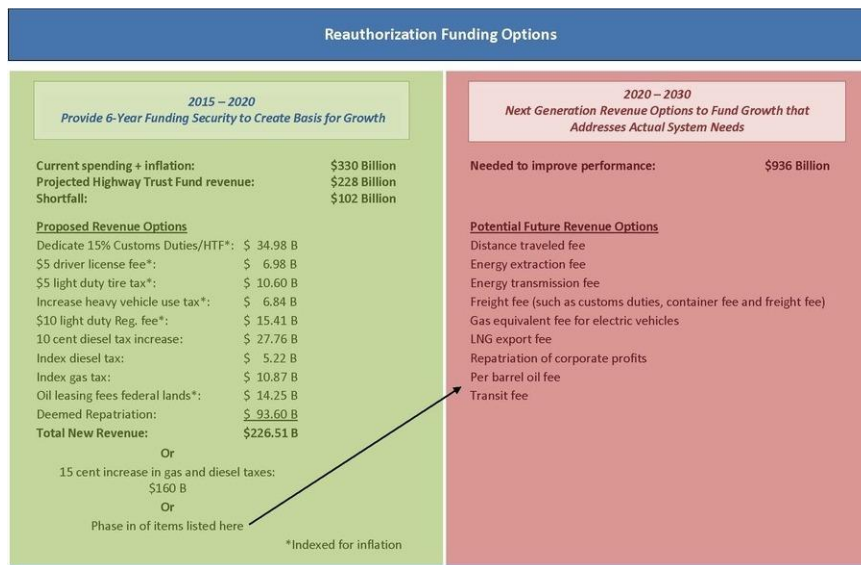 Reauthorization Funding Options
2015 – 2020
Provide 6-Year Funding Security to Create Basis for Growth
Current spending + inflation: $330 Billion
Projected Highway Trust Fund revenue: $228 Billion
Shortfall: $102 Billion
Proposed Revenue Options
Dedicate 15% Customs Duties/HTF*: $ 34.98 B
$5 driver license fee*: $ 6.98 B
$5 light duty tire tax*: $ 10.60 B
Increase heavy vehicle use tax*: $ 6.84 B
$10 light duty Reg. fee*: $ 15.41 B
10 cent diesel tax increase: $ 27.76 B
Index diesel tax: $ 5.22 B
Index gas tax: $ 10.87 B
Oil leasing fees federal lands*: $ 14.25 B
Deemed Repatriation: $ 93.60 B
Total New Revenue: $226.51 B
Or
15 cent increase in gas and diesel taxes:
$160 B
Or
Phase in of items listed here
*Indexed for inflation
2020 – 2030
Next Generation Revenue Options to Fund Growth that
Addresses Actual System Needs
Needed to improve performance: $936 Billion
Potential Future Revenue Options
Distance traveled fee
Energy extraction fee
Energy transmission fee
Freight fee (such as customs duties, container fee and freight fee)
Gas equivalent fee for electric vehicles
LNG export fee
Repatriation of corporate profits
Per barrel oil fee
Transit fee